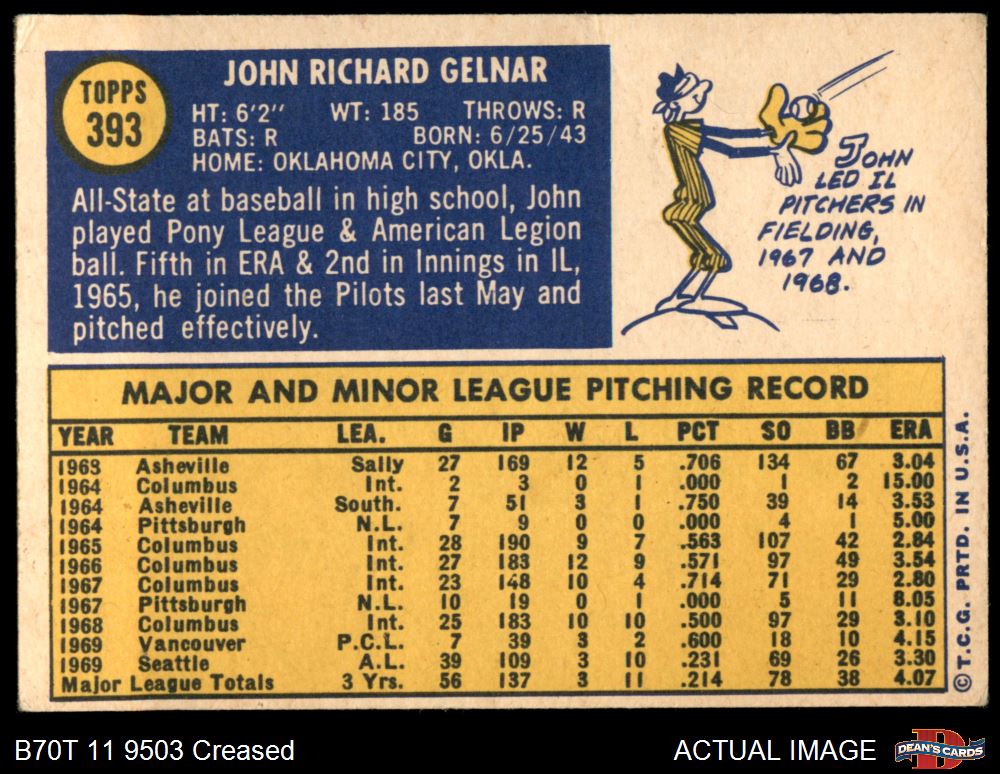 TOPPS
393
JOHN RICHARD GELNAR
HT: 6'2" WT: 185 THROWS: R
BATS: R BORN: 6/25/43
HOME: OKLAHOMA CITY, OKLA.
All-State at baseball in high school, John
played Pony League & American Legion
ball. Fifth in ERA & 2nd in Innings in IL,
1965, he joined the Pilots last May and
pitched effectively.
JOHN
LED IL
PITCHERS IN
FIELDING,
1967 AND
1968.
MAJOR AND MINOR LEAGUE PITCHING RECORD
YEAR TEAM LEA. G IP W L PCT SO BB ERA
1963 Asheville Sally 27 169 12 5 .706 134 67 3.04
1964 Columbus Int. 2 3 0 1 .000 1 2 15.00
1964 Asheville South. 7 51 3 1 .750 39 14 3.53
1964 Pittsburgh N.L. 7 9 0 0 .000 4 1 5.00
1965 Columbus Int. 28 190 9 7 .563 107 42 2.84
1966 Columbus Int. 27 183 12 9 .571 97 49 3.54
1967 Columbus Int. 23 148 10 4 .714 71 29 2.80
1967 Pittsburgh N.L. 10 19 0 1 .000 5 11 8.05
1968 Columbus Int. 25 183 10 10 .500 97 29 3.10
1969 Vancouver P.C.L. 7 39 3 2 .600 18 10 4.15
1969 Seattle A.L. 39 109 3 10 .231 69 26 3.30
Major League Totals 3 Yrs. 56 137 3 11 .214 78 38 4.07
©T.C.G. PRTD. IN U.S.A.
B70T 11 9503 Creased
ACTUAL IMAGE
DEAN'S CARDS